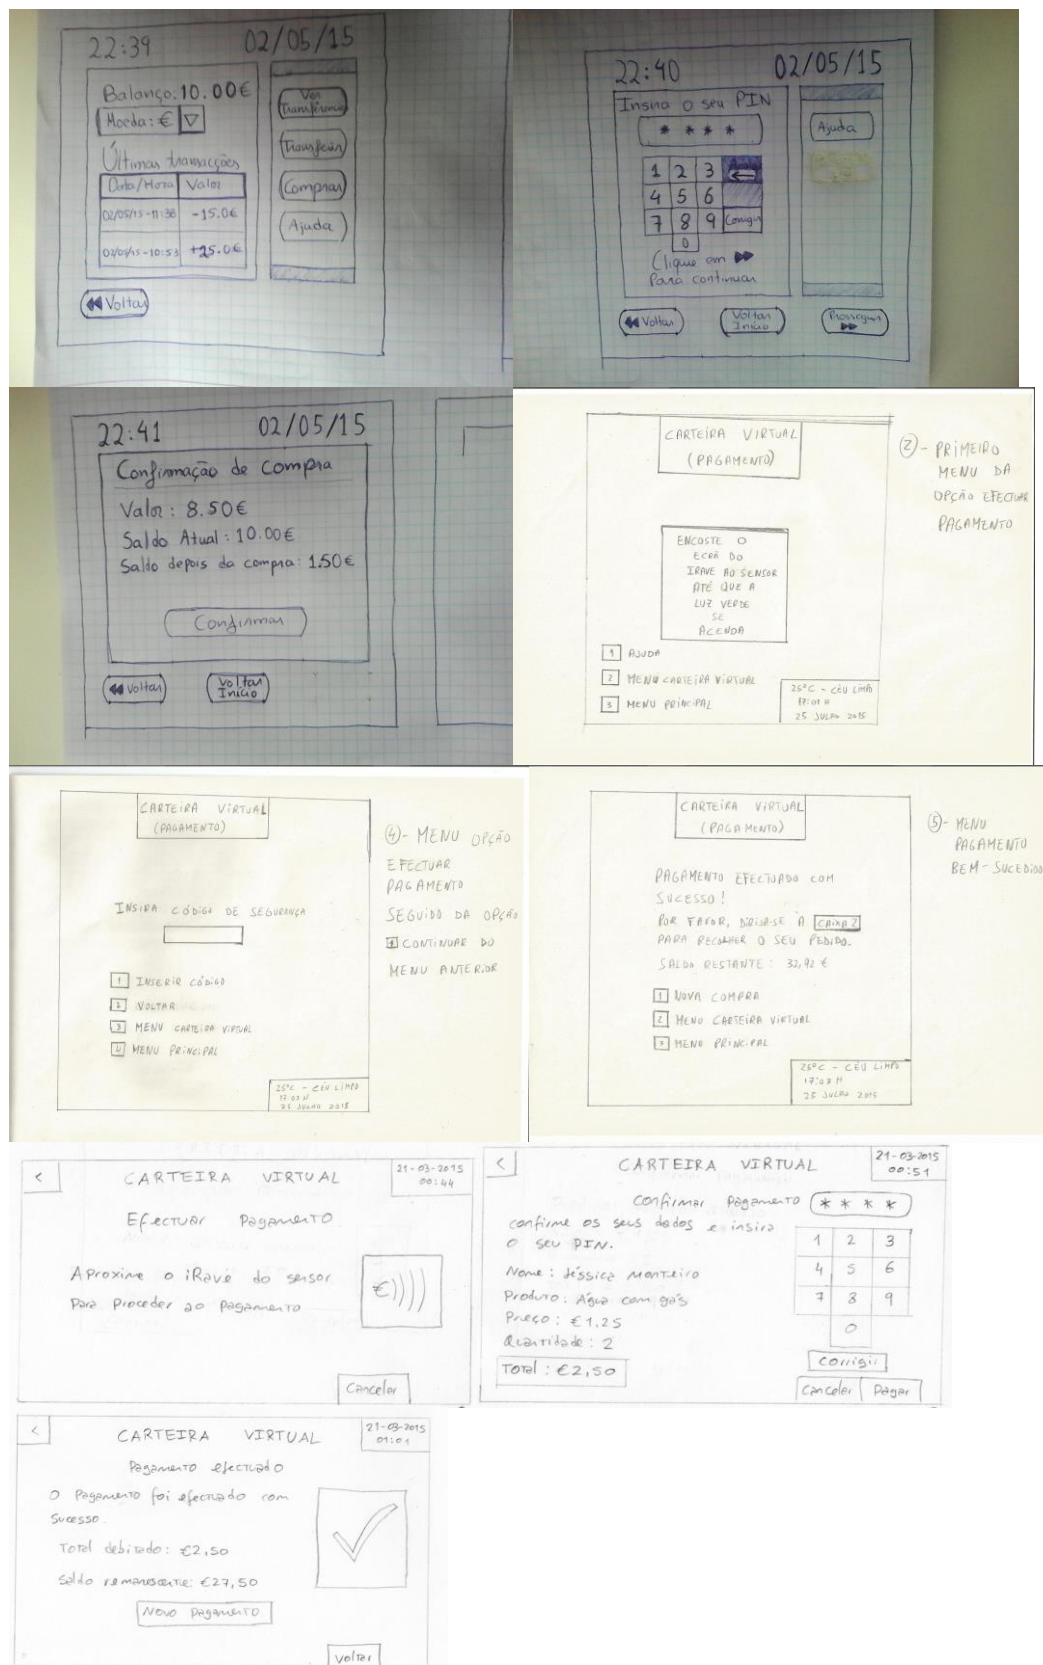 22:39 02/05/15
Balanço: 10.00€
Moeda: €
Últimas transacções
Data/Hora Valor
02/05/15-11:38 -15.0€
02/05/15-10:53 +25.0€
Ver
Transferir
Comprar
Ajuda
Voltar
22:40 02/05/15
Insira o seu PIN
* * * *
1 2 3
4 5 6
7 8 9 Corrigir
0
Clique em
Para continuar
Ajuda
Voltar
Voltar
Início
Prosseguir
22:41 02/05/15
Confirmação de Compra
Valor: 8.50€
Saldo Atual: 10.00€
Saldo depois da compra: 1.50€
Confirmar
Voltar
Voltar
Início
CARTEIRA VIRTUAL
(PAGAMENTO)
ENCOSTE O
ECRÃ DO
IRAVE AO SENSOR
ATÉ QUE A
LUZ VERDE
SE
ACENDA
1 AJUDA
2 MENU CARTEIRA VIRTUAL
3 MENU PRINCIPAL
25ºC - CÉU LIMPO
17:01 H
25 JULHO 2015
2 - PRIMEIRO
MENU DA
OPÇÃO EFECTUAR
PAGAMENTO
CARTEIRA VIRTUAL
(PAGAMENTO)
INSIRA CÓDIGO DE SEGURANÇA
1 INSERIR CÓDIGO
2 VOLTAR
3 MENU CARTEIRA VIRTUAL
4 MENU PRINCIPAL
25ºC - CÉU LIMPO
17:03 H
25 JULHO 2015
4 - MENU OPÇÃO
EFECTUAR
PAGAMENTO
SEGUIDO DA OPÇÃO
1 CONTINUAR DO
MENU ANTERIOR
CARTEIRA VIRTUAL
(PAGAMENTO)
PAGAMENTO EFECTUADO COM
SUCESSO!
POR FAVOR, DIRIJA-SE À CAIXA 2
PARA RECOLHER O SEU PEDIDO.
SALDO RESTANTE: 32,92 €
1 NOVA COMPRA
2 MENU CARTEIRA VIRTUAL
3 MENU PRINCIPAL
25ºC - CÉU LIMPO
17:03 H
25 JULHO 2015
5 - MENU
PAGAMENTO
BEM-SUCEDIDO
< CARTEIRA VIRTUAL 21-03-2015
00:44
Efectuar Pagamento
Aproxime o iRave do sensor
Para proceder ao pagamento
€))))
Cancelar
< CARTEIRA VIRTUAL 21-03-2015
00:51
Confirmar Pagamento * * * *
Confirme os seus dados e insira
o seu PIN.
Nome: Jéssica Monteiro
Produto: Água com gás
Preço: €1,25
Quantidade: 2
Total: €2,50
1 2 3
4 5 6
7 8 9
0
Corrigir
Cancelar Pagar
< CARTEIRA VIRTUAL 21-03-2015
01:01
Pagamento efectuado
O Pagamento foi efectuado com
sucesso.
Total debitado: €2,50
Saldo remanescente: €27,50
Novo Pagamento
Voltar